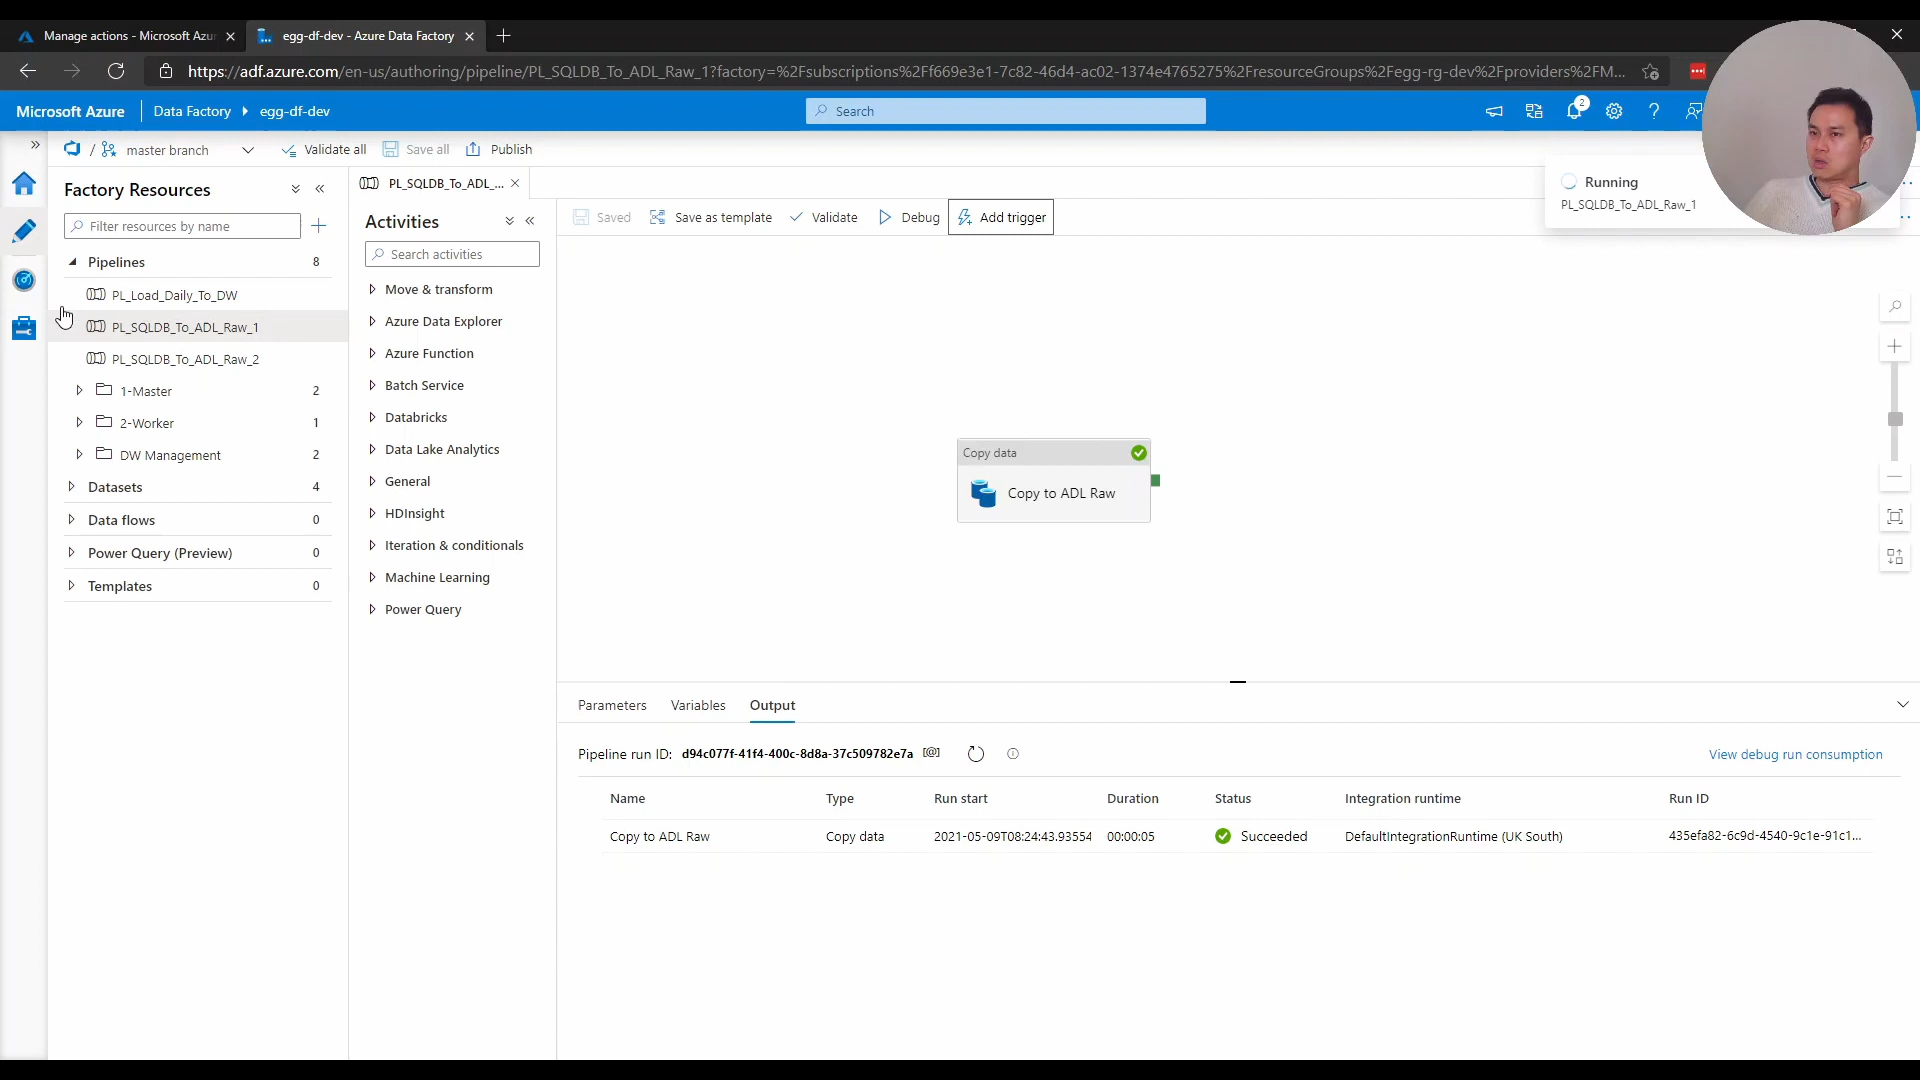 Manage actions - Microsoft Azur
egg-df-dev - Azure Data Factory
https://adf.azure.com/en-us/authoring/pipeline/PL_SQLDB_To_ADL_Raw_1?factory=%2Fsubscriptions%2Ff669e3e1-7c82-46d4-ac02-1374e4765275%2FresourceGroups%2Fegg-rg-dev%2Fproviders%2FM...
Microsoft Azure
Data Factory
egg-df-dev
Search
2
/ master branch
Validate all
Save all
Publish
Running
PL_SQLDB_To_ADL_Raw_1
Factory Resources
Filter resources by name
Pipelines 8
PL_Load_Daily_To_DW
PL_SQLDB_To_ADL_Raw_1
PL_SQLDB_To_ADL_Raw_2
1-Master 2
2-Worker 1
DW Management 2
Datasets 4
Data flows 0
Power Query (Preview) 0
Templates 0
PL_SQLDB_To_ADL_...
Activities
Search activities
Move & transform
Azure Data Explorer
Azure Function
Batch Service
Databricks
Data Lake Analytics
General
HDInsight
Iteration & conditionals
Machine Learning
Power Query
Saved
Save as template
Validate
Debug
Add trigger
Copy data
Copy to ADL Raw
Parameters
Variables
Output
Pipeline run ID: d94c077f-41f4-400c-8d8a-37c509782e7a [@]
View debug run consumption
Name Type Run start Duration Status Integration runtime Run ID
Copy to ADL Raw Copy data 2021-05-09T08:24:43.93554 00:00:05 Succeeded DefaultIntegrationRuntime (UK South) 435efa82-6c9d-4540-9c1e-91c1...